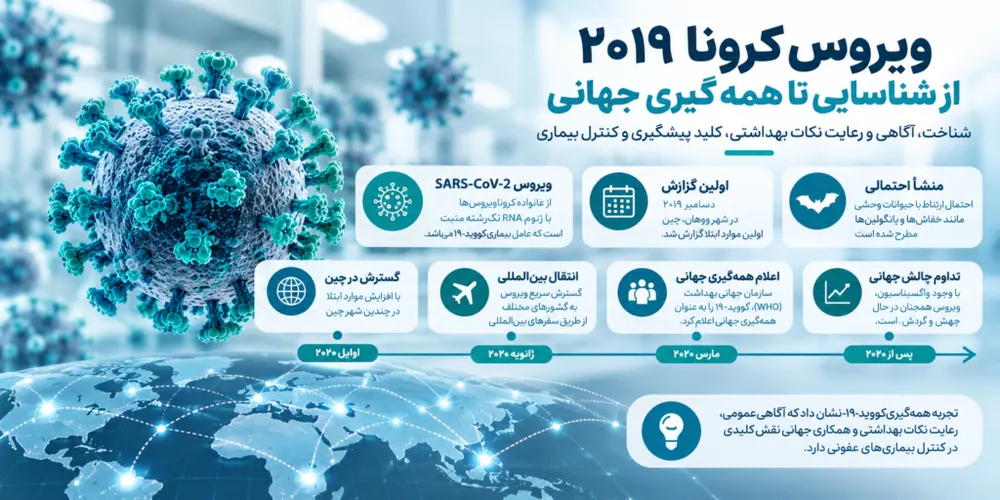 ویروس کرونا ۲۰۱۹
از شناسایی تا همه‌گیری جهانی
شناخت، آگاهی و رعایت نکات بهداشتی، کلید پیشگیری و کنترل بیماری
منشأ احتمالی
احتمال ارتباط با حیوانات وحشی
مانند خفاش‌ها و پانگولین‌ها
مطرح شده است
اولین گزارش
دسامبر ۲۰۱۹
در شهر ووهان، چین
اولین موارد ابتلا گزارش شد.
ویروس SARS-CoV-2
از خانواده کروناویروس‌ها
با ژنوم RNA تک‌رشته مثبت
است که عامل بیماری کووید-۱۹ می‌باشد.
گسترش در چین
با افزایش موارد ابتلا
در چندین شهر چین
انتقال بین‌المللی
گسترش سریع ویروس
به کشورهای مختلف
از طریق سفرهای بین‌المللی
اعلام همه‌گیری جهانی
سازمان جهانی بهداشت
(WHO)، کووید-۱۹ را به عنوان
همه‌گیری جهانی اعلام کرد.
تداوم چالش جهانی
با وجود واکسیناسیون،
ویروس همچنان در حال
جهش و گردش . است.
اوایل ۲۰۲۰
ژانویه ۲۰۲۰
مارس ۲۰۲۰
پس از ۲۰۲۰
تجربه همه‌گیری کووید-۱۹ نشان داد که آگاهی عمومی،
رعایت نکات بهداشتی و همکاری جهانی نقش کلیدی
در کنترل بیماری‌های عفونی دارد.